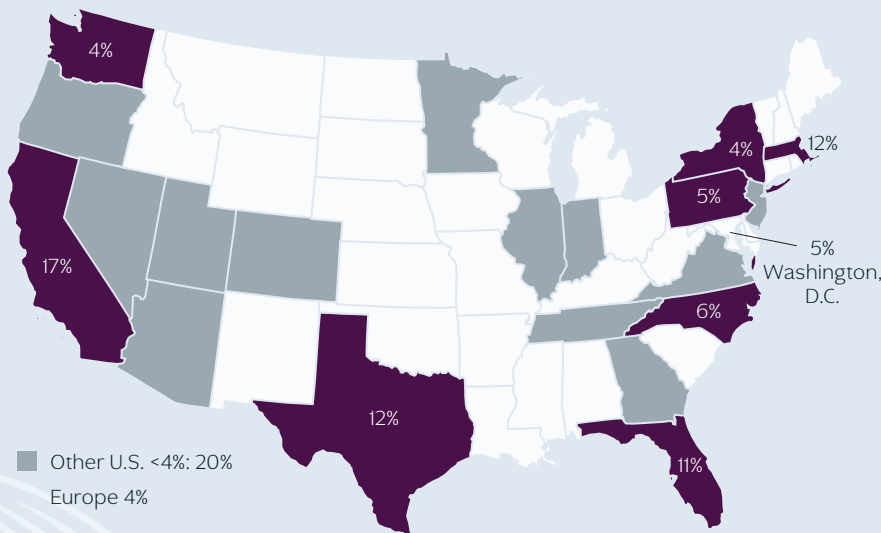 4%
4%
12%
5%
5%
Washington,
D.C.
17%
6%
12%
11%
Other U.S. <4%: 20%
Europe 4%